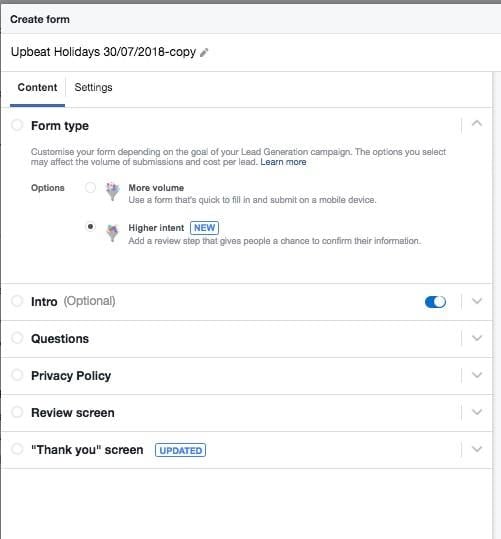 Create form
Upbeat Holidays 30/07/2018-copy
Content Settings
Form type
Customise your form depending on the goal of your Lead Generation campaign. The options you select
may affect the volume of submissions and cost per lead. Learn more
Options More volume
Use a form that's quick to fill in and submit on a mobile device.
Higher intent NEW
Add a review step that gives people a chance to confirm their information.
Intro (Optional)
Questions
Privacy Policy
Review screen
"Thank you" screen UPDATED